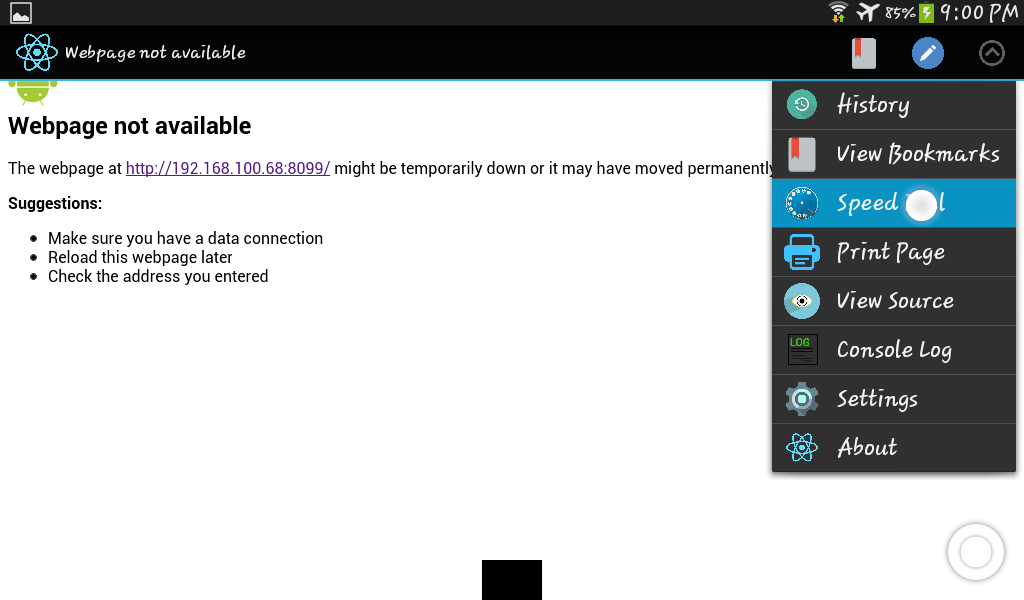 85% 9:00 PM
Webpage not available
Webpage not available
The webpage at http://192.168.100.68:8099/ might be temporarily down or it may have moved permanently
Suggestions:
Make sure you have a data connection
Reload this webpage later
Check the address you entered
History
View Bookmarks
Speed
Print Page
View Source
LOG
Console Log
Settings
About